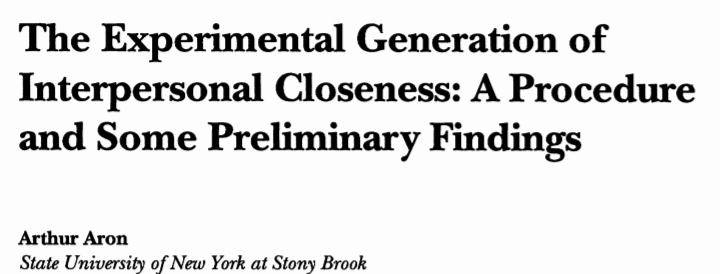 The Experimental Generation of
Interpersonal Closeness: A Procedure
and Some Preliminary Findings
Arthur Aron
State University of New York at Stony Brook